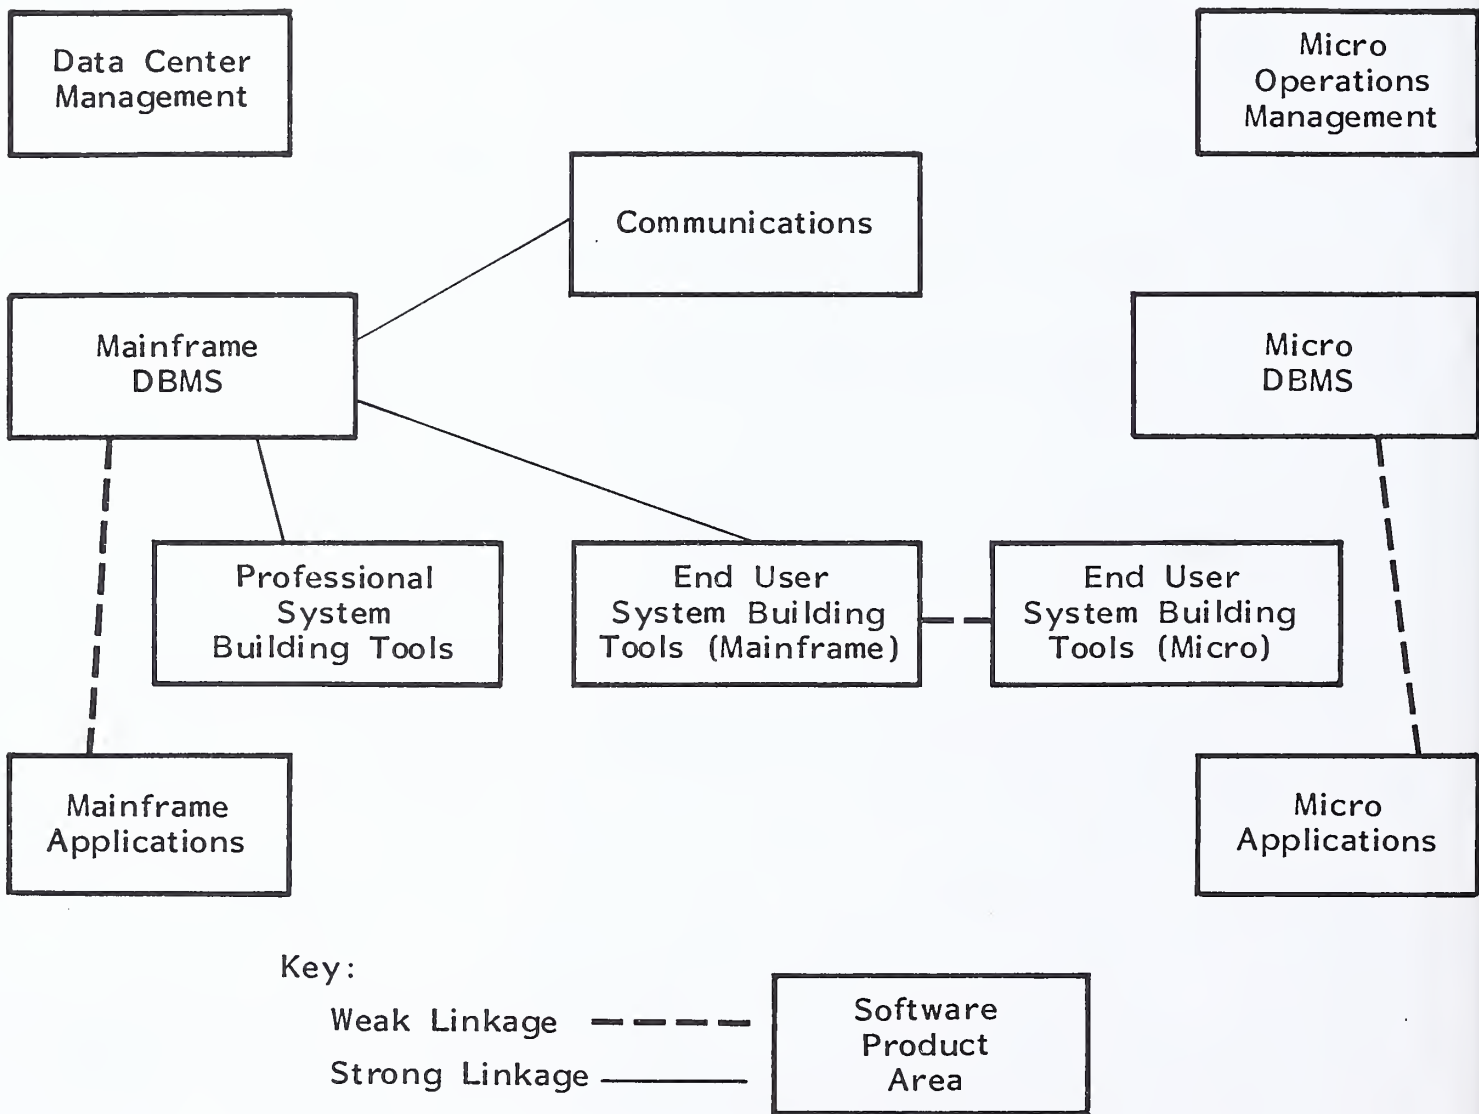 Data Center
Management
Micro
Operations
Management
Communications
Mainframe
DBMS
Micro
DBMS
Professional
System
Building Tools
End User
System Building
Tools (Mainframe)
End User
System Building
Tools (Micro)
Mainframe
Applications
Micro
Applications
Key:
Weak Linkage
Strong Linkage
Software
Product
Area